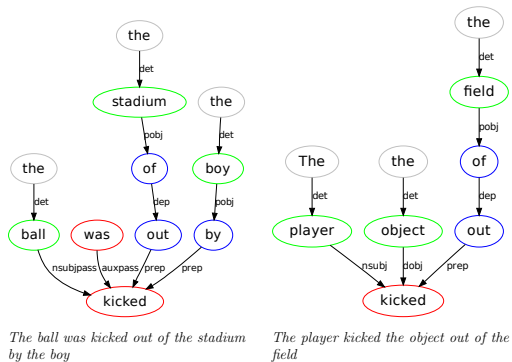 the
det
stadium
the
pobj
det
the
of
boy
det
dep
pobj
ball
was
out
by
nsubjpass
auxpass
prep
prep
kicked
The ball was kicked out of the stadium
by the boy
the
det
field
pobj
The
the
of
det
det
dep
player
object
out
nsubj
dobj
prep
kicked
The player kicked the object out of the
field